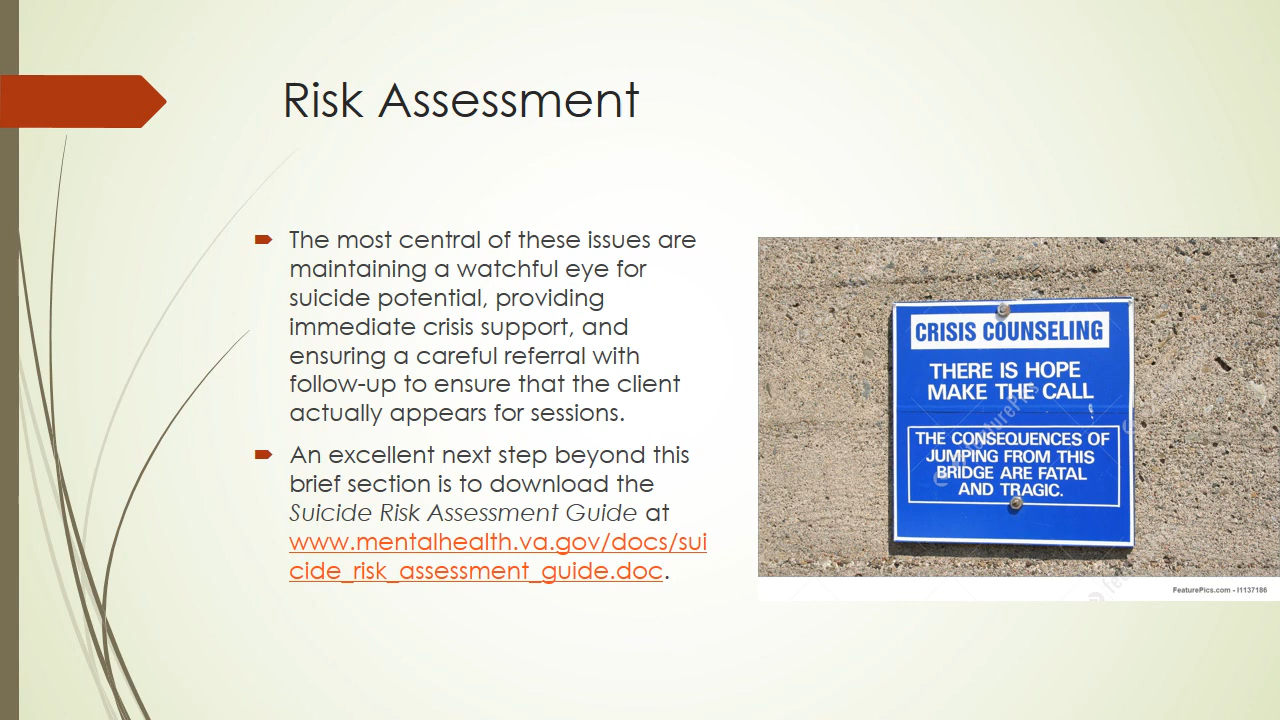 Risk Assessment
The most central of these issues are
maintaining a watchful eye for
suicide potential, providing
immediate crisis support, and
ensuring a careful referral with
follow-up to ensure that the client
actually appears for sessions.
An excellent next step beyond this
brief section is to download the
Suicide Risk Assessment Guide at
www.mentalhealth.va.gov/docs/sui
cide_risk_assessment_guide.doc.
CRISIS COUNSELING
THERE IS HOPE
MAKE THE CALL
THE CONSEQUENCES OF
JUMPING FROM THIS
BRIDGE ARE FATAL
AND TRAGIC.
FeaturePics.com - I1137186